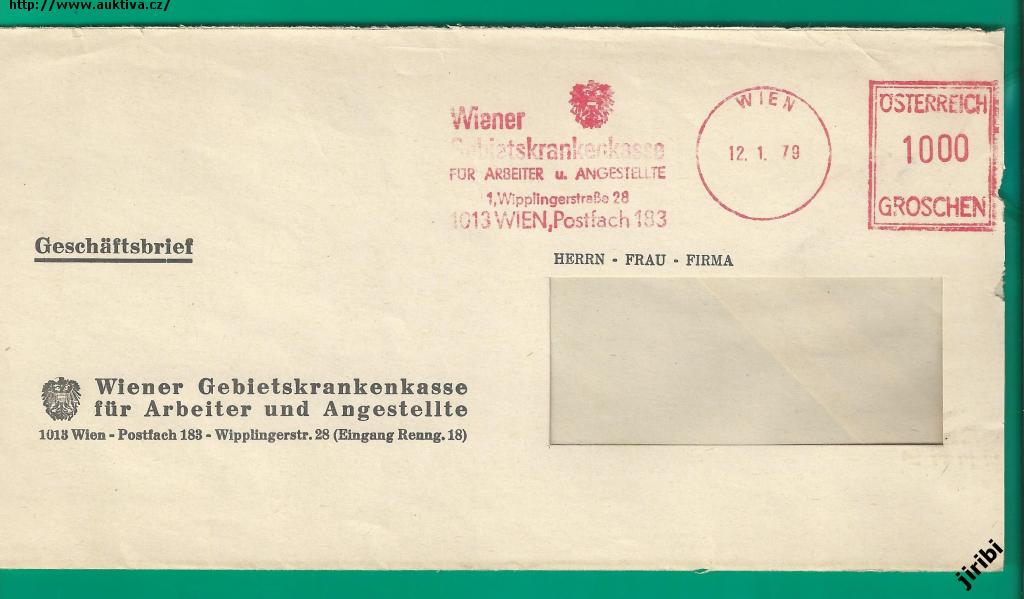 http://www.auktiva.cz/
Wiener
Gebietskrankenkasse
FÜR ARBEITER u. ANGESTELLTE
1, Wipplingerstraße 28
1013 WIEN, Postfach 183
WIEN
12. 1. 79
ÖSTERREICH
1000
GROSCHEN
Geschäftsbrief
HERRN - FRAU - FIRMA
Wiener Gebietskrankenkasse
für Arbeiter und Angestellte
1013 Wien - Postfach 183 - Wipplingerstr. 28 (Eingang Renng. 18)
jiribi